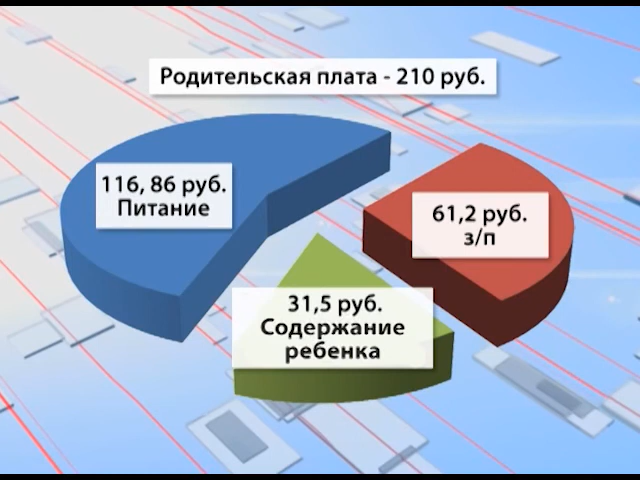 Родительская плата - 210 руб.
116, 86 руб.
Питание
61,2 руб.
з/п
31,5 руб.
Содержание
ребенка